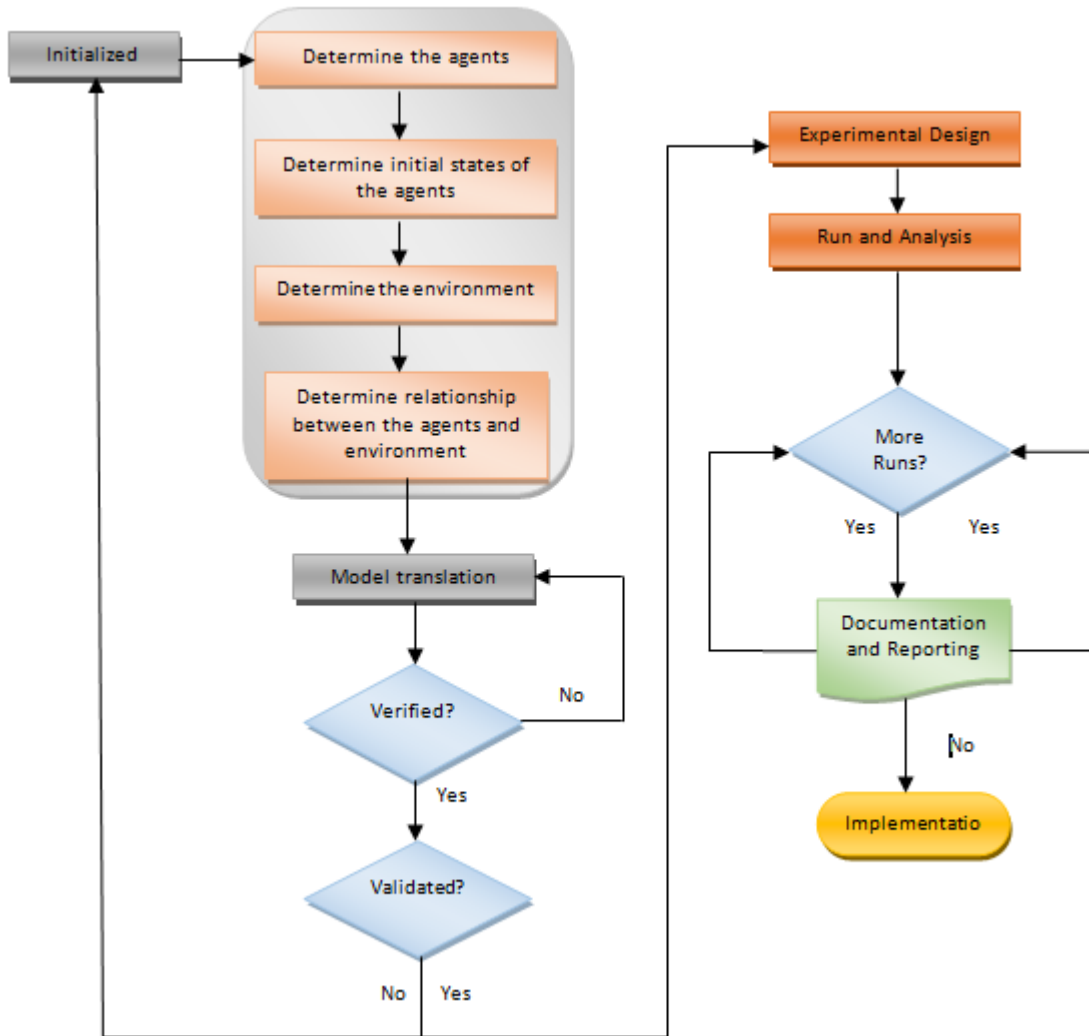 Initialized
Determine the agents
Determine initial states of
the agents
Determine the environment
Determine relationship
between the agents and
environment
Model translation
No
Verified?
Yes
Validated?
No
Yes
Experimental Design
Run and Analysis
More
Runs?
Yes
Yes
Documentation
and Reporting
No
Implementatio